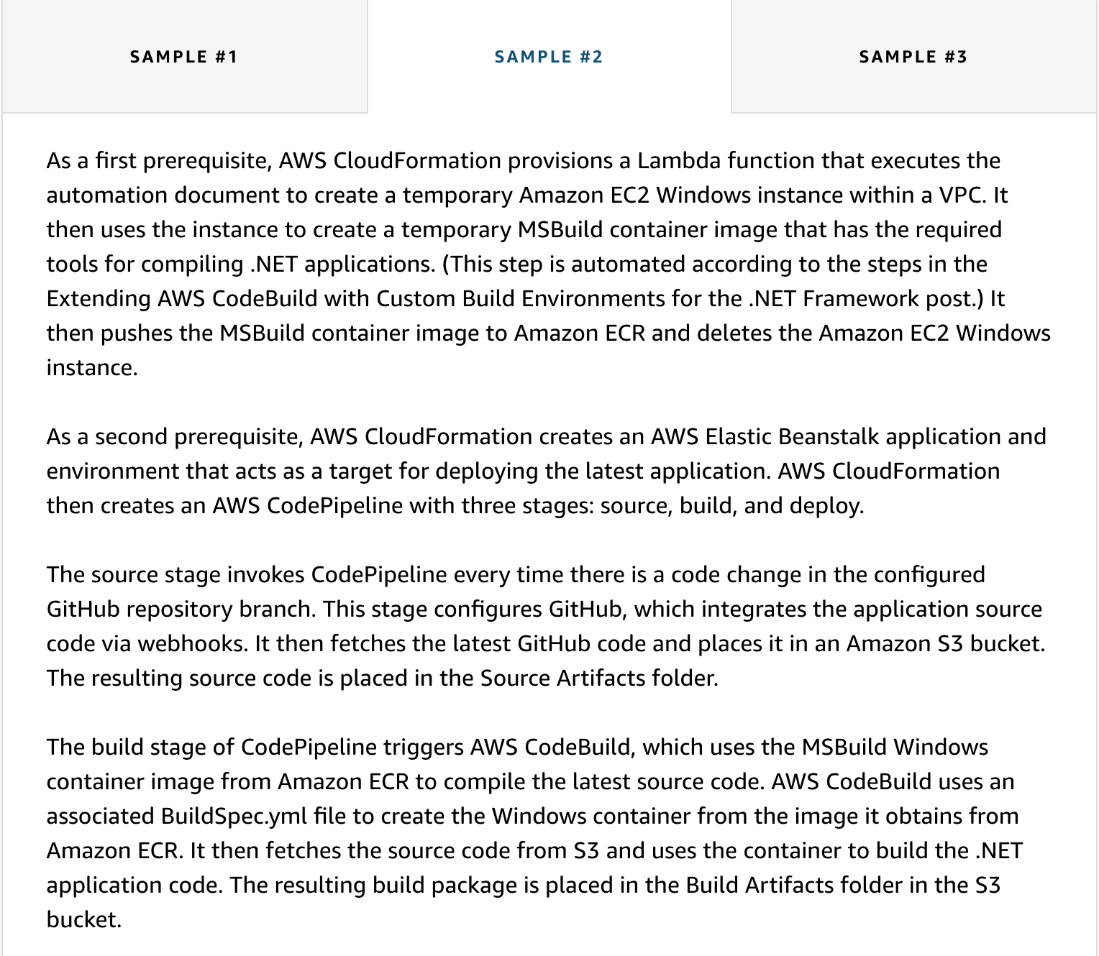 SAMPLE #1
SAMPLE #2
SAMPLE #3
As a first prerequisite, AWS CloudFormation provisions a Lambda function that executes the
automation document to create a temporary Amazon EC2 Windows instance within a VPC. It
then uses the instance to create a temporary MSBuild container image that has the required
tools for compiling .NET applications. (This step is automated according to the steps in the
Extending AWS CodeBuild with Custom Build Environments for the .NET Framework post.) It
then pushes the MSBuild container image to Amazon ECR and deletes the Amazon EC2 Windows
instance.
As a second prerequisite, AWS CloudFormation creates an AWS Elastic Beanstalk application and
environment that acts as a target for deploying the latest application. AWS CloudFormation
then creates an AWS CodePipeline with three stages: source, build, and deploy.
The source stage invokes CodePipeline every time there is a code change in the configured
GitHub repository branch. This stage configures GitHub, which integrates the application source
code via webhooks. It then fetches the latest GitHub code and places it in an Amazon S3 bucket.
The resulting source code is placed in the Source Artifacts folder.
The build stage of CodePipeline triggers AWS CodeBuild, which uses the MSBuild Windows
container image from Amazon ECR to compile the latest source code. AWS CodeBuild uses an
associated BuildSpec.yml file to create the Windows container from the image it obtains from
Amazon ECR. It then fetches the source code from S3 and uses the container to build the .NET
application code. The resulting build package is placed in the Build Artifacts folder in the S3
bucket.